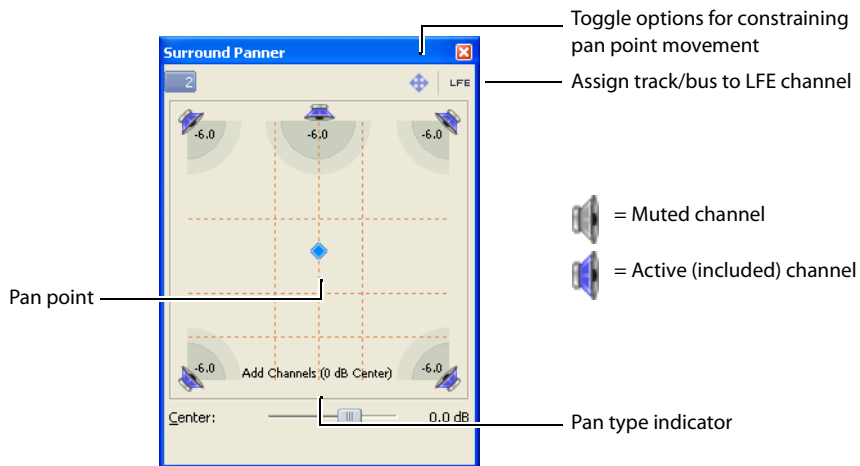 Toggle options for constraining
pan point movement
Surround Panner
Assign track/bus to LFE channel
2
LFE
-6.0
-6.0
-6.0
= Muted channel
= Active (included) channel
Pan point
-6.0
Add Channels (0 dB Center)
-6.0
Center:
0.0 dB
Pan type indicator